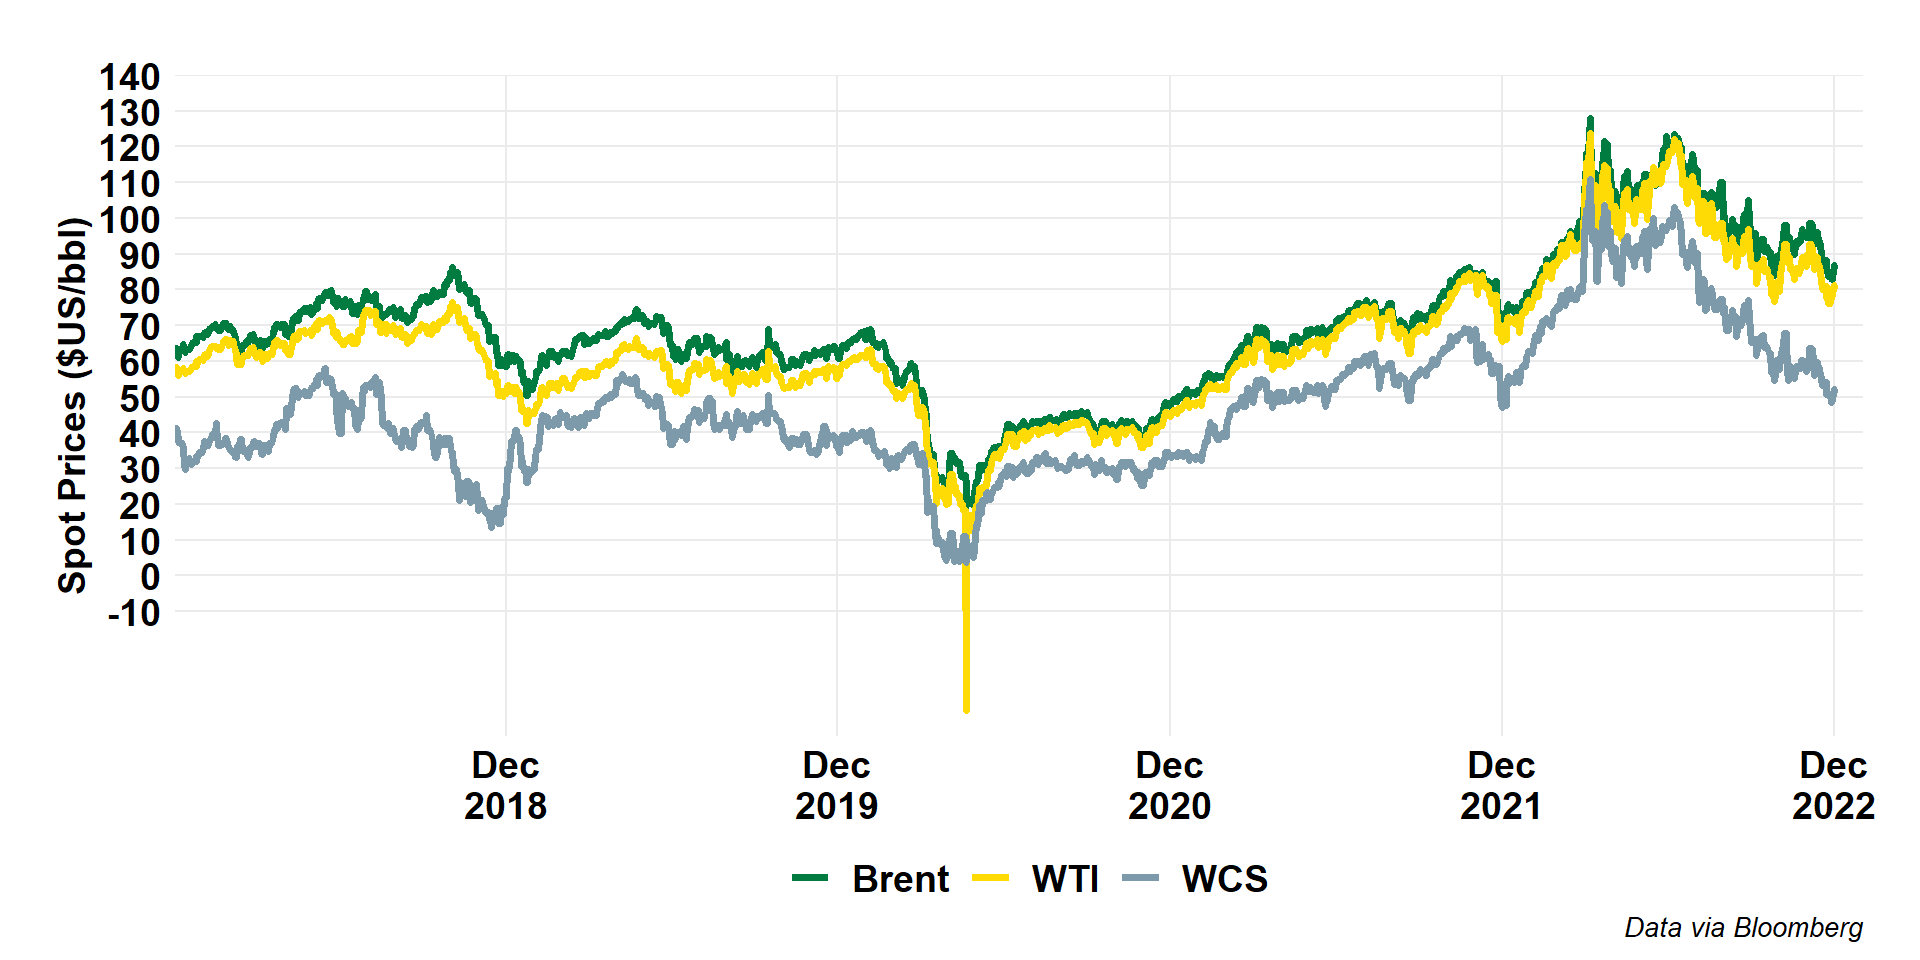 Spot Prices ($US/bbl)
140
130
120
110
100
90
80
70
60
50
40
30
20
10
0
-10
Dec 2018
Dec 2019
Dec 2020
Dec 2021
Dec 2022
Brent WTI WCS
Data via Bloomberg